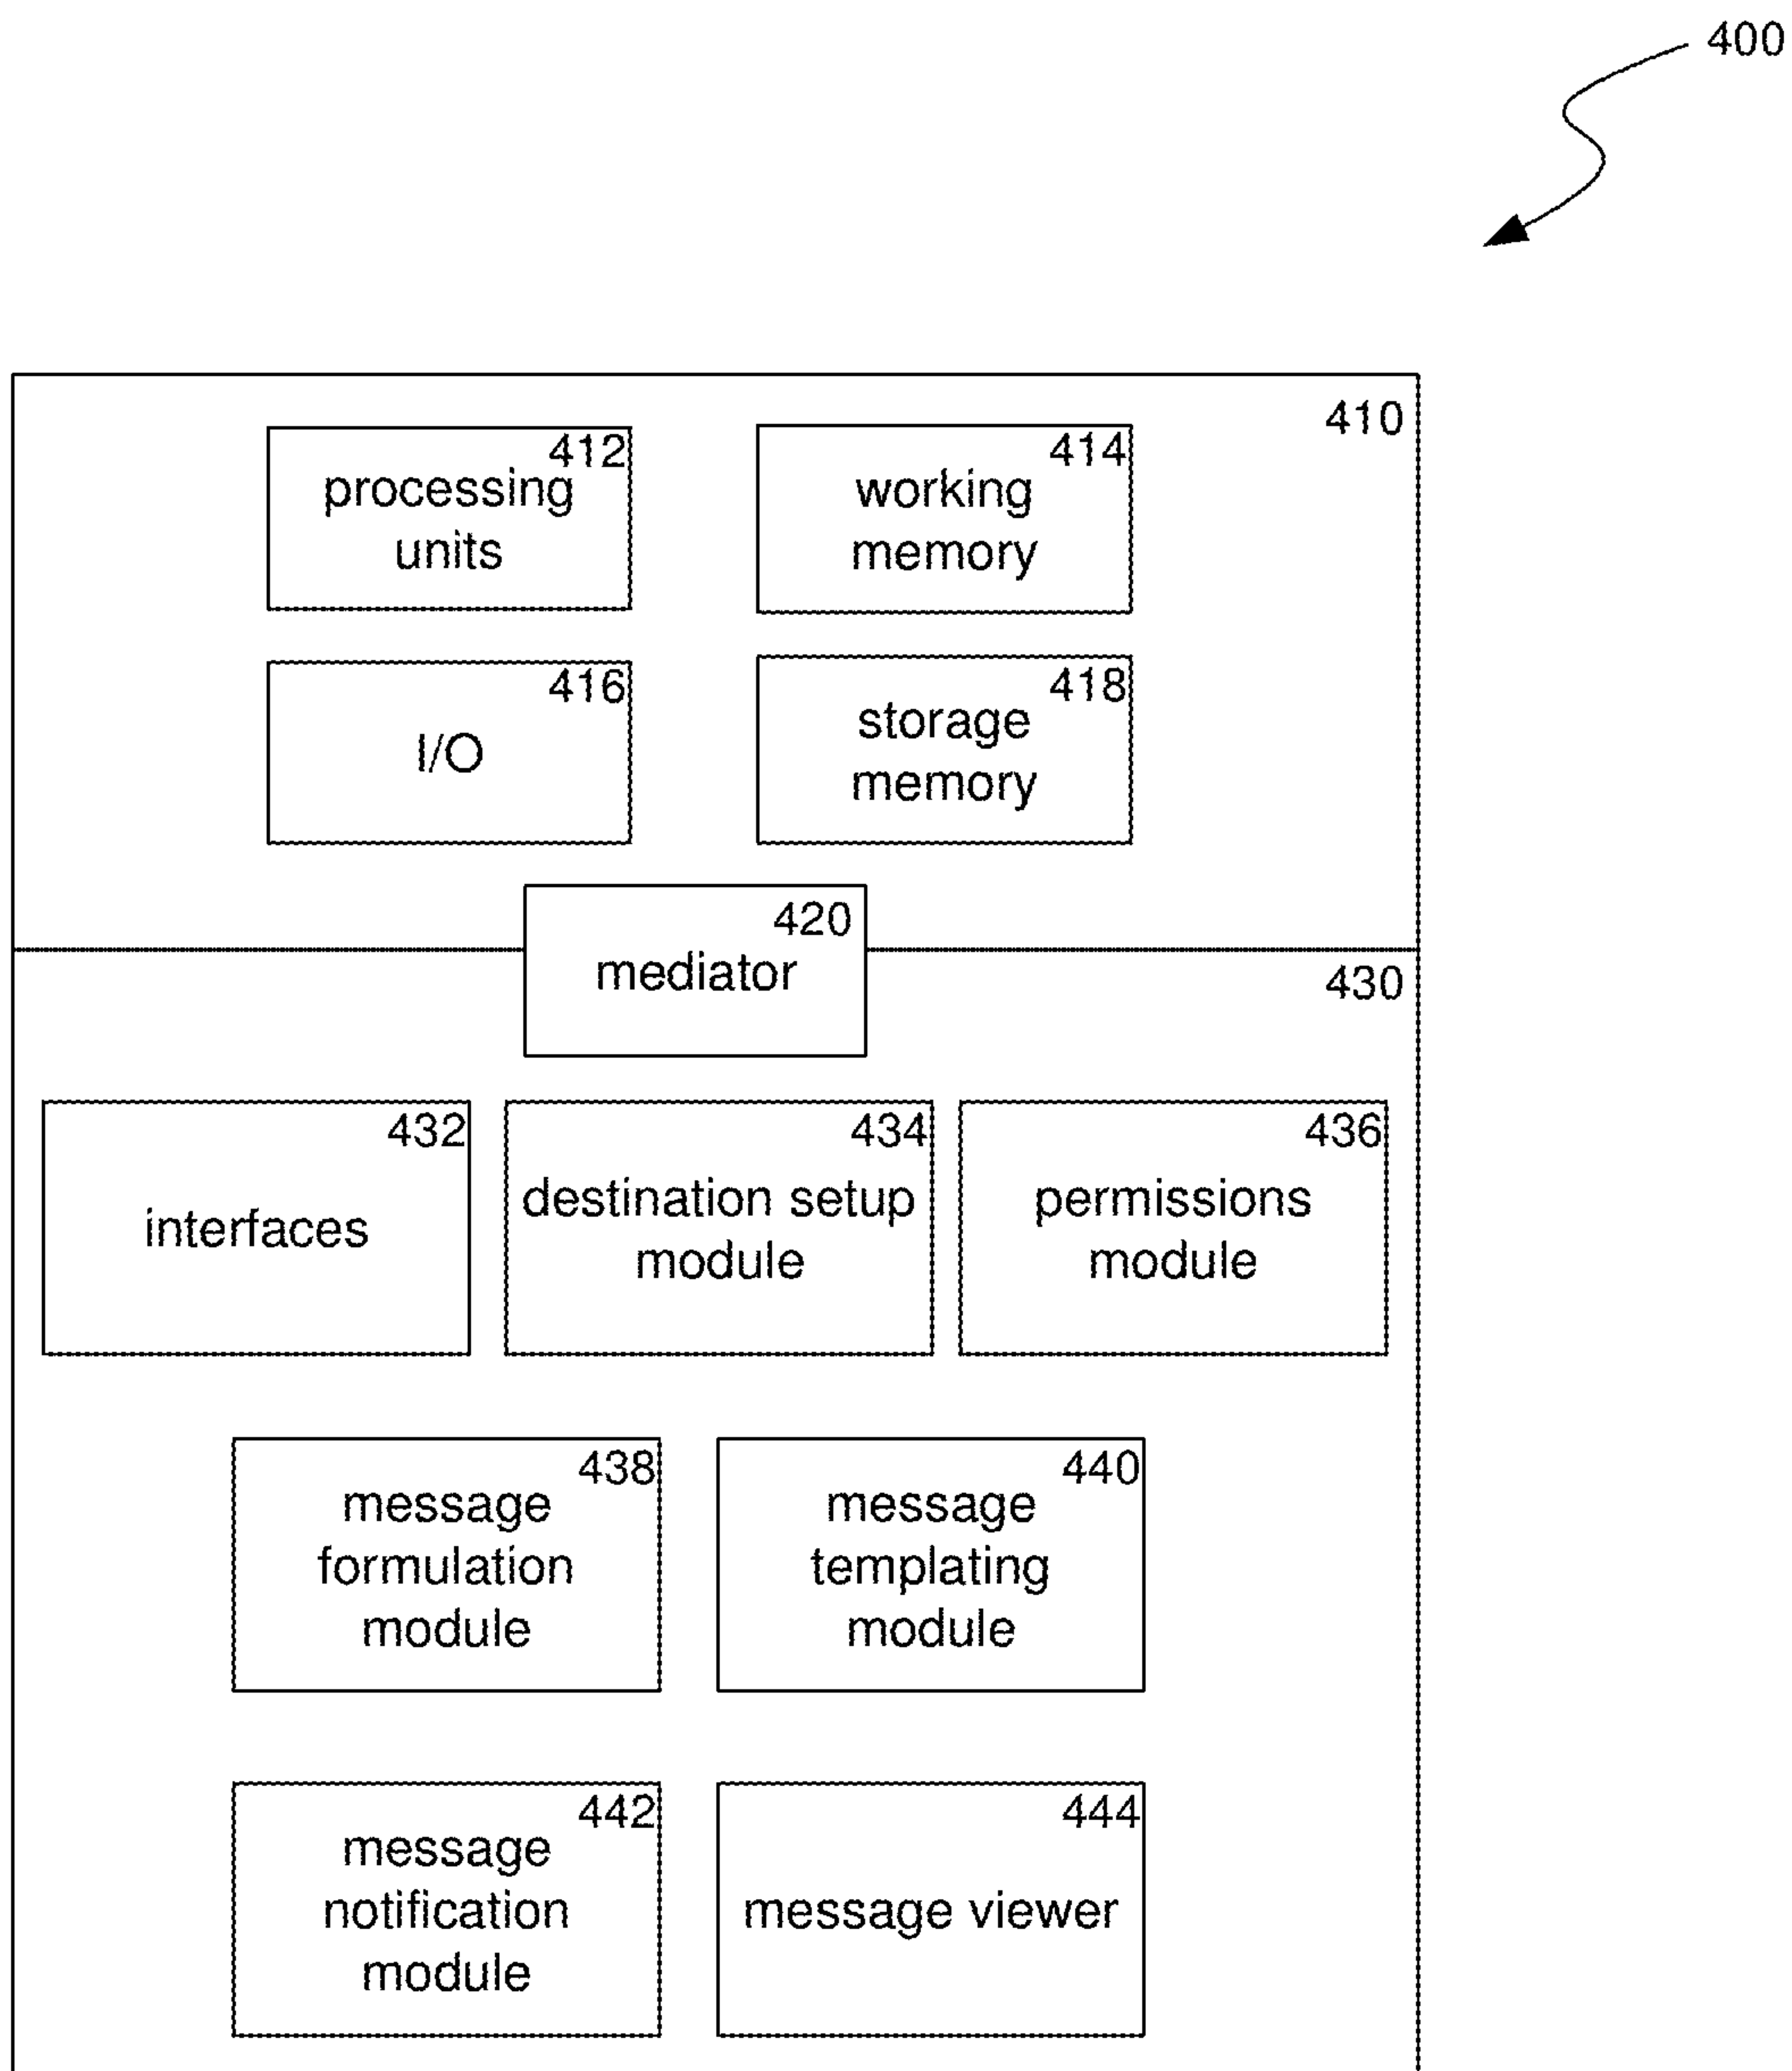 400
410
412
processing
units
414
working
memory
416
I/O
418
storage
memory
420
mediator
430
432
interfaces
434
destination setup
module
436
permissions
module
438
message
formulation
module
440
message
templating
module
442
message
notification
module
444
message viewer